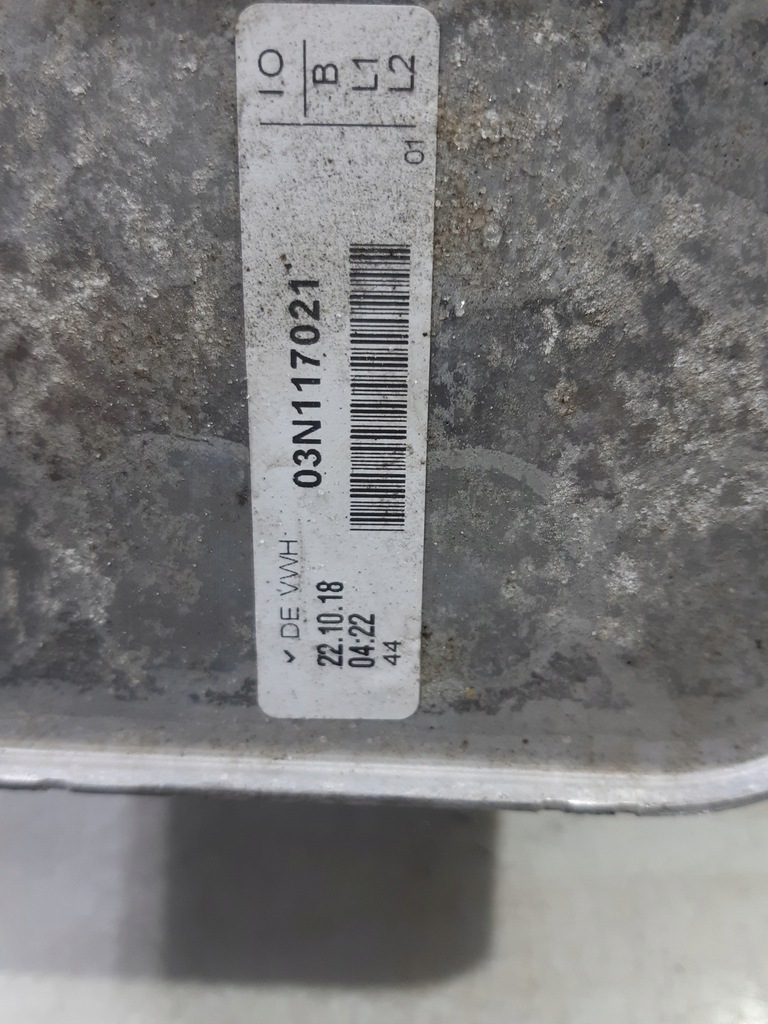 I.O
B
L1
L2
01
03N117021
DE VWH
22.10.18
04:22
44